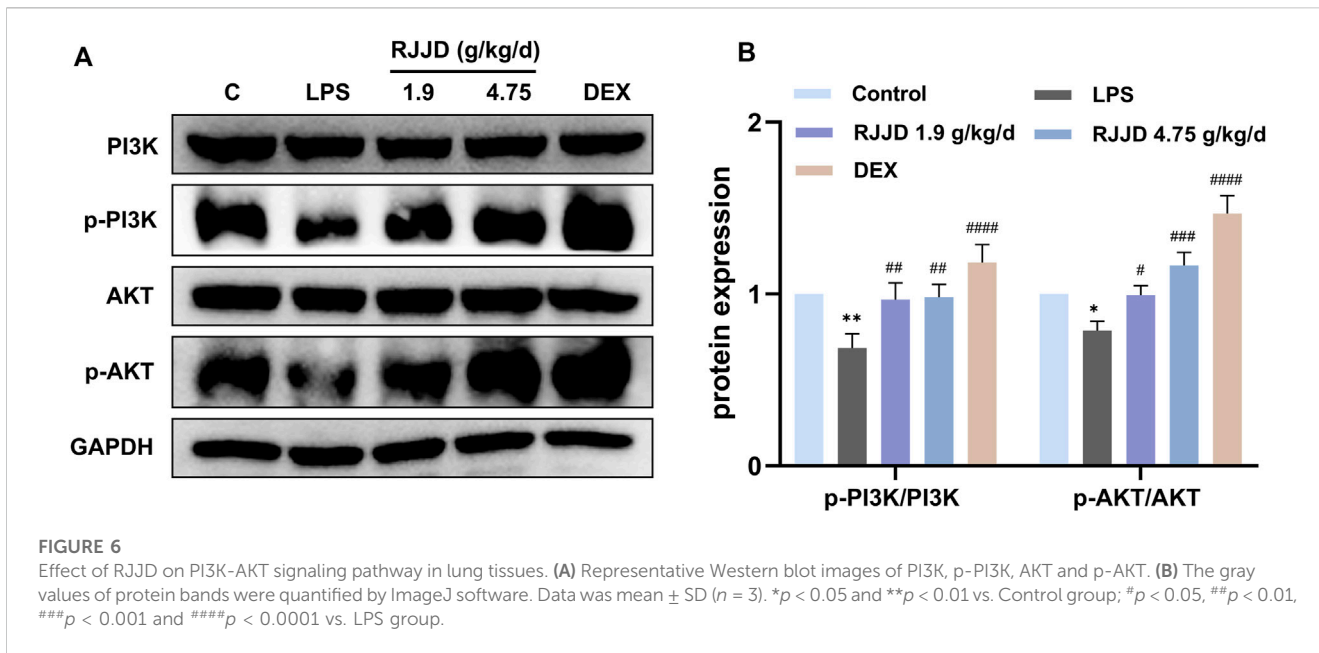 A
RJJD (g/kg/d)
C LPS 1.9 4.75 DEX
PI3K
p-PI3K
AKT
p-AKT
GAPDH
B
Control LPS
RJJD 1.9 g/kg/d RJJD 4.75 g/kg/d
DEX
protein expression
2
1
0
** ## ## ####
* # ### ####
p-PI3K/PI3K p-AKT/AKT
FIGURE 6
Effect of RJJD on PI3K-AKT signaling pathway in lung tissues. (A) Representative Western blot images of PI3K, p-PI3K, AKT and p-AKT. (B) The gray
values of protein bands were quantified by ImageJ software. Data was mean ± SD (n = 3). *p < 0.05 and **p < 0.01 vs. Control group; #p < 0.05, ##p < 0.01,
###p < 0.001 and ####p < 0.0001 vs. LPS group.